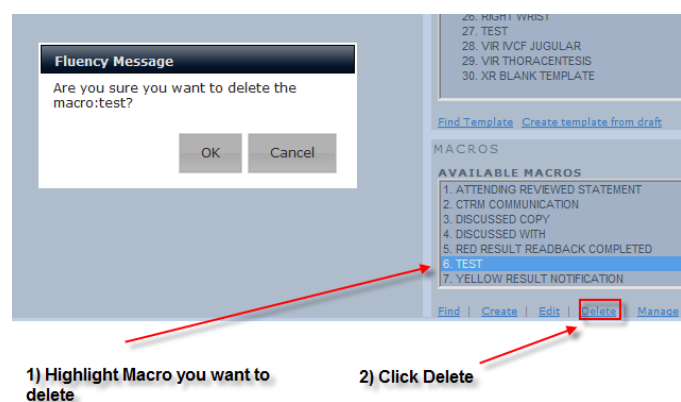 Fluency Message
Are you sure you want to delete the
macro:test?
OK Cancel
26. RIGHT WRIST
27. TEST
28. VIR IVCF JUGULAR
29. VIR THORACENTESIS
30. XR BLANK TEMPLATE
Find Template Create template from draft
MACROS
AVAILABLE MACROS
1. ATTENDING REVIEWED STATEMENT
2. CTRM COMMUNICATION
3. DISCUSSED COPY
4. DISCUSSED WITH
5. RED RESULT READBACK COMPLETED
6. TEST
7. YELLOW RESULT NOTIFICATION
Find | Create | Edit | Delete | Manage
1) Highlight Macro you want to
delete
2) Click Delete